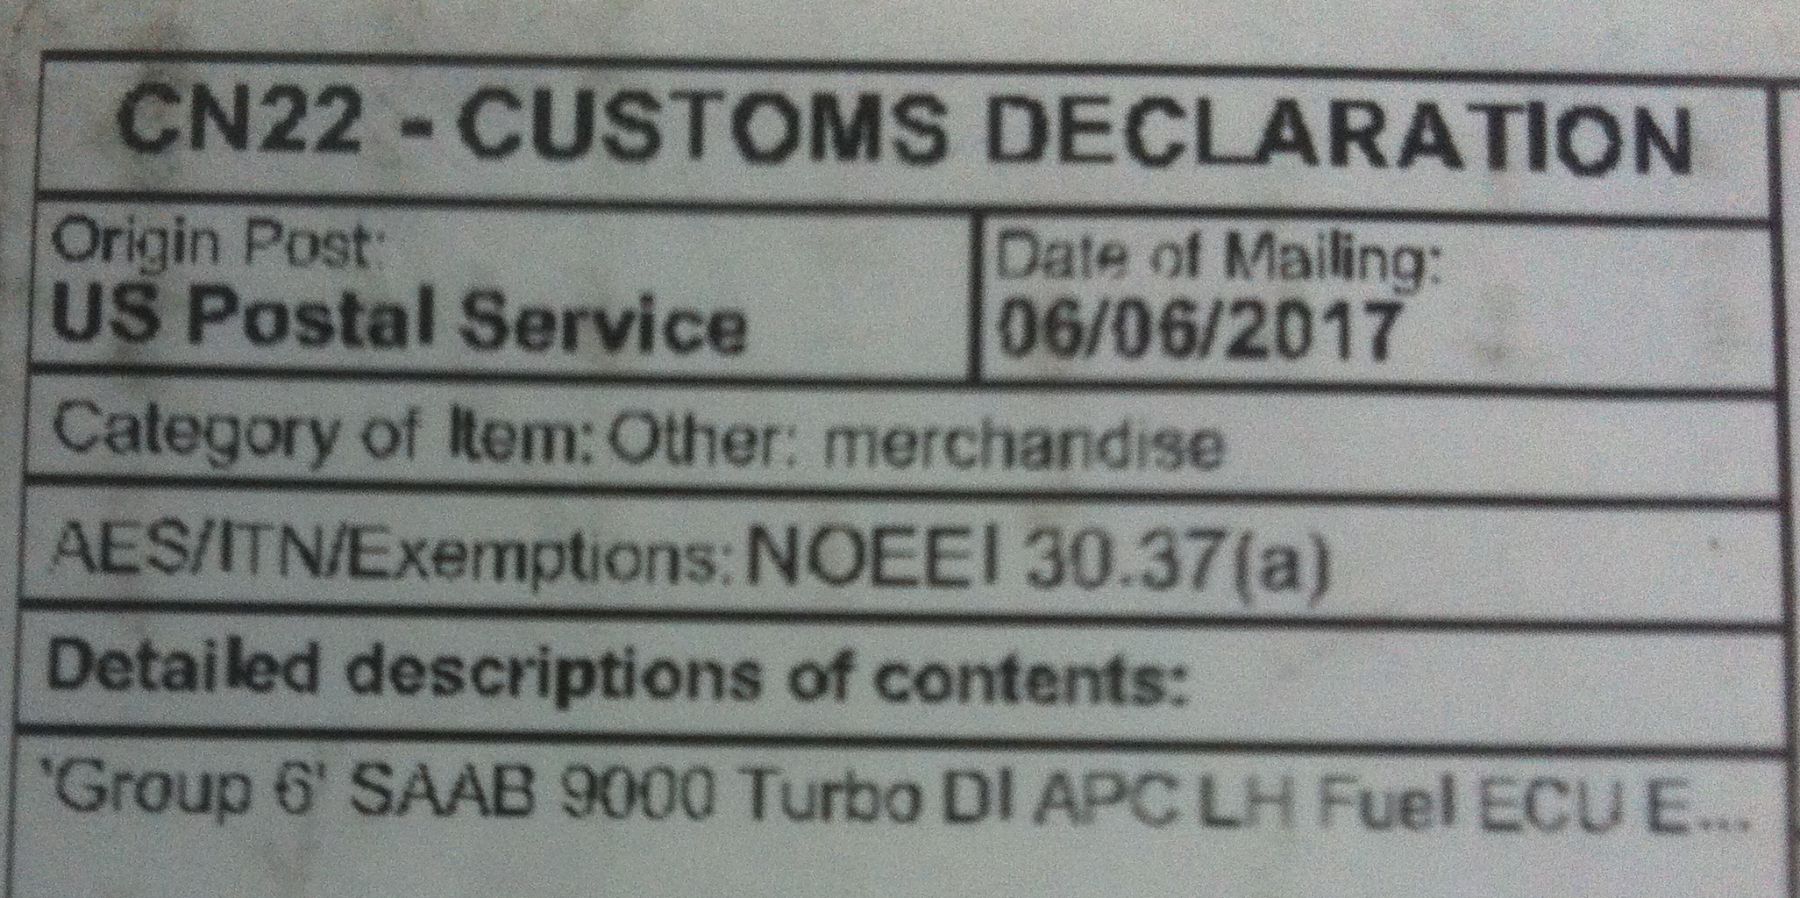 CN22 - CUSTOMS DECLARATION
Origin Post:
US Postal Service
Date of Mailing:
06/06/2017
Category of Item: Other: merchandise
AES/ITN/Exemptions: NOEEI 30.37(a)
Detailed descriptions of contents:
'Group 6' SAAB 9000 Turbo DI APC LH Fuel ECU E...